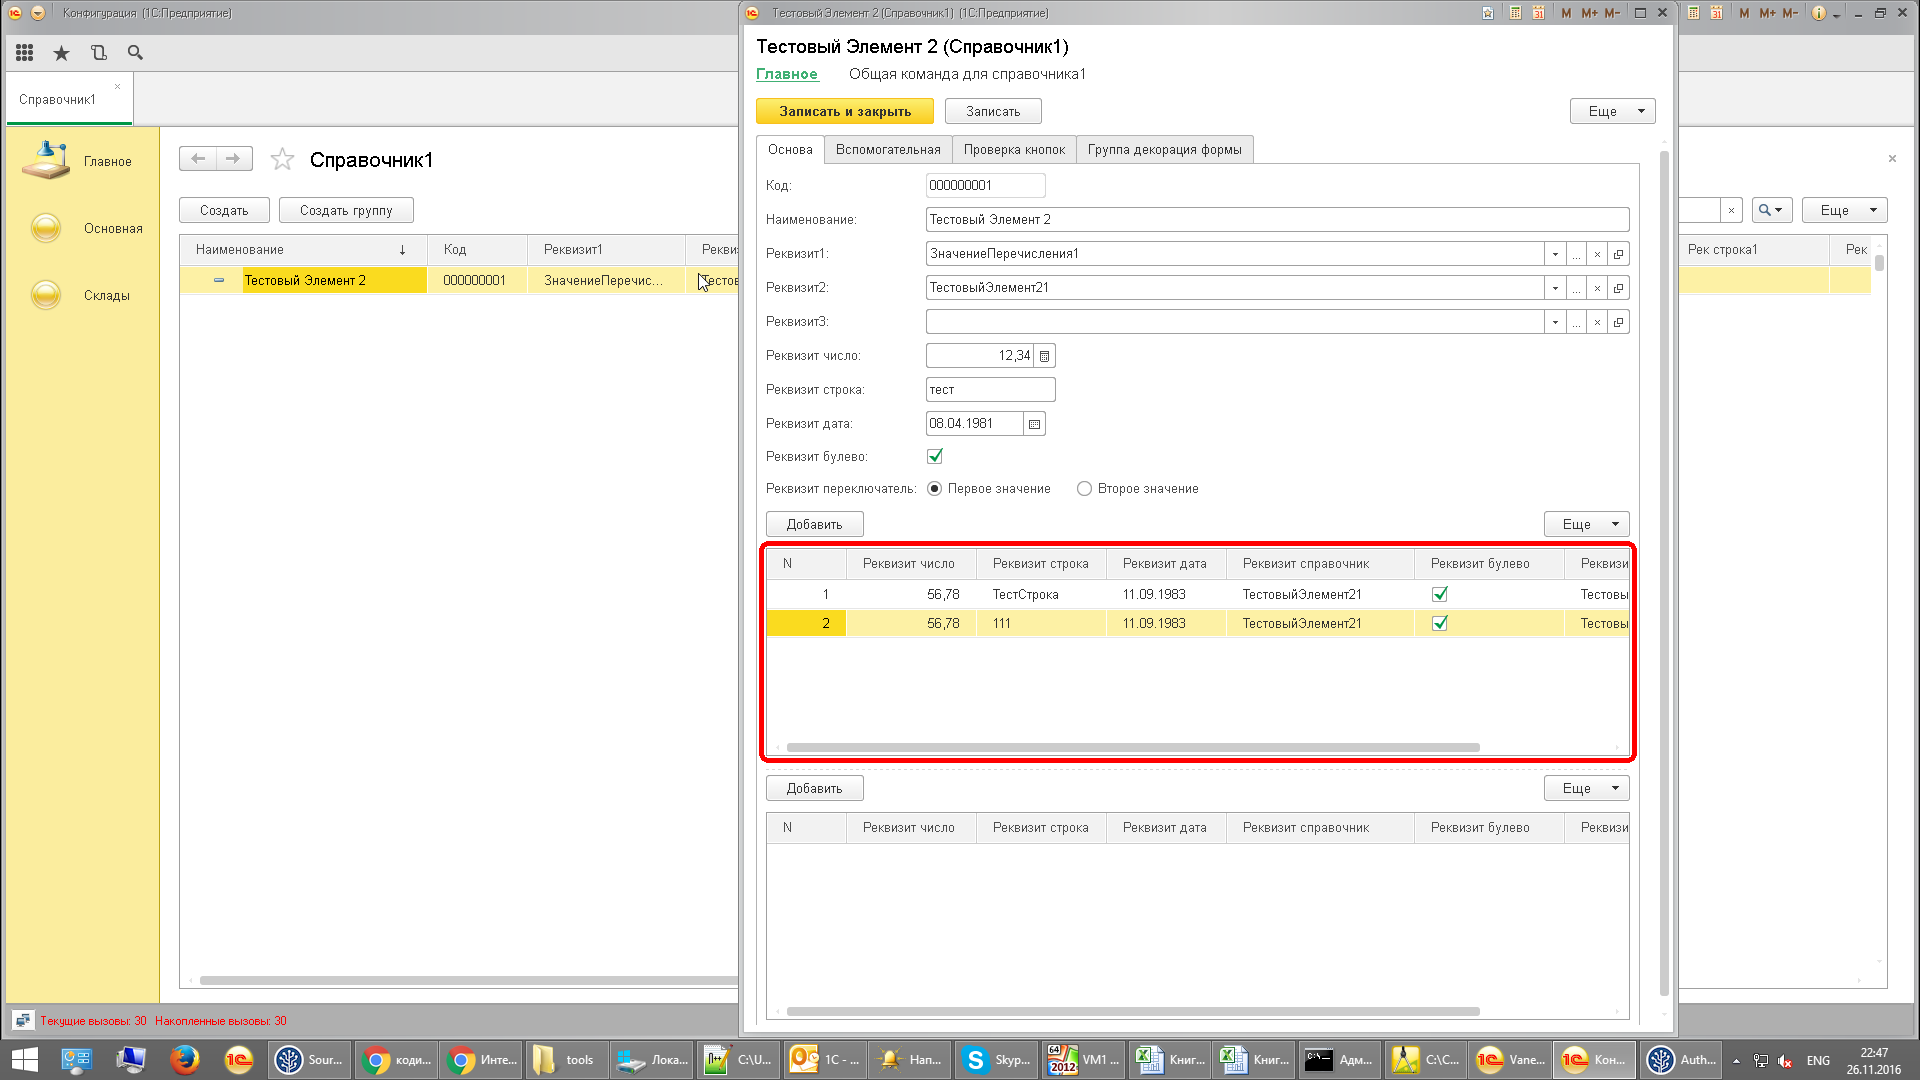 Конфигурация (1С:Предприятие)
Справочник1
Главное
Основная
Склады
Справочник1
Создать
Создать группу
Наименование ↓ Код Реквизит1
Тестовый Элемент 2 000000001 ЗначениеПеречис...
Текущие вызовы: 30 Накопленные вызовы: 30
Тестовый Элемент 2 (Справочник1) (1С:Предприятие)
M M+ M-
Тестовый Элемент 2 (Справочник1)
Главное Общая команда для справочника1
Записать и закрыть Записать Еще
Основа Вспомогательная Проверка кнопок Группа декорация формы
Код: 000000001
Наименование: Тестовый Элемент 2
Реквизит1: ЗначениеПеречисления1
Реквизит2: ТестовыйЭлемент21
Реквизит3:
Реквизит число: 12,34
Реквизит строка: тест
Реквизит дата: 08.04.1981
Реквизит булево:
Реквизит переключатель: Первое значение Второе значение
Добавить Еще
N Реквизит число Реквизит строка Реквизит дата Реквизит справочник Реквизит булево Реквизи
1 56,78 ТестСтрока 11.09.1983 ТестовыйЭлемент21 Тестовы
2 56,78 111 11.09.1983 ТестовыйЭлемент21 Тестовы
Добавить Еще
N Реквизит число Реквизит строка Реквизит дата Реквизит справочник Реквизит булево Реквизи
M M+ M-
Еще
Рек строка1 Рек
Sour... коди... Инте... tools Лока... C:\U... 1С - ... Нап... Skyp... VM1 ... Книг... Книг... Адм... C:\C... Vane... Кон... Auth... ENG
22:47
26.11.2016